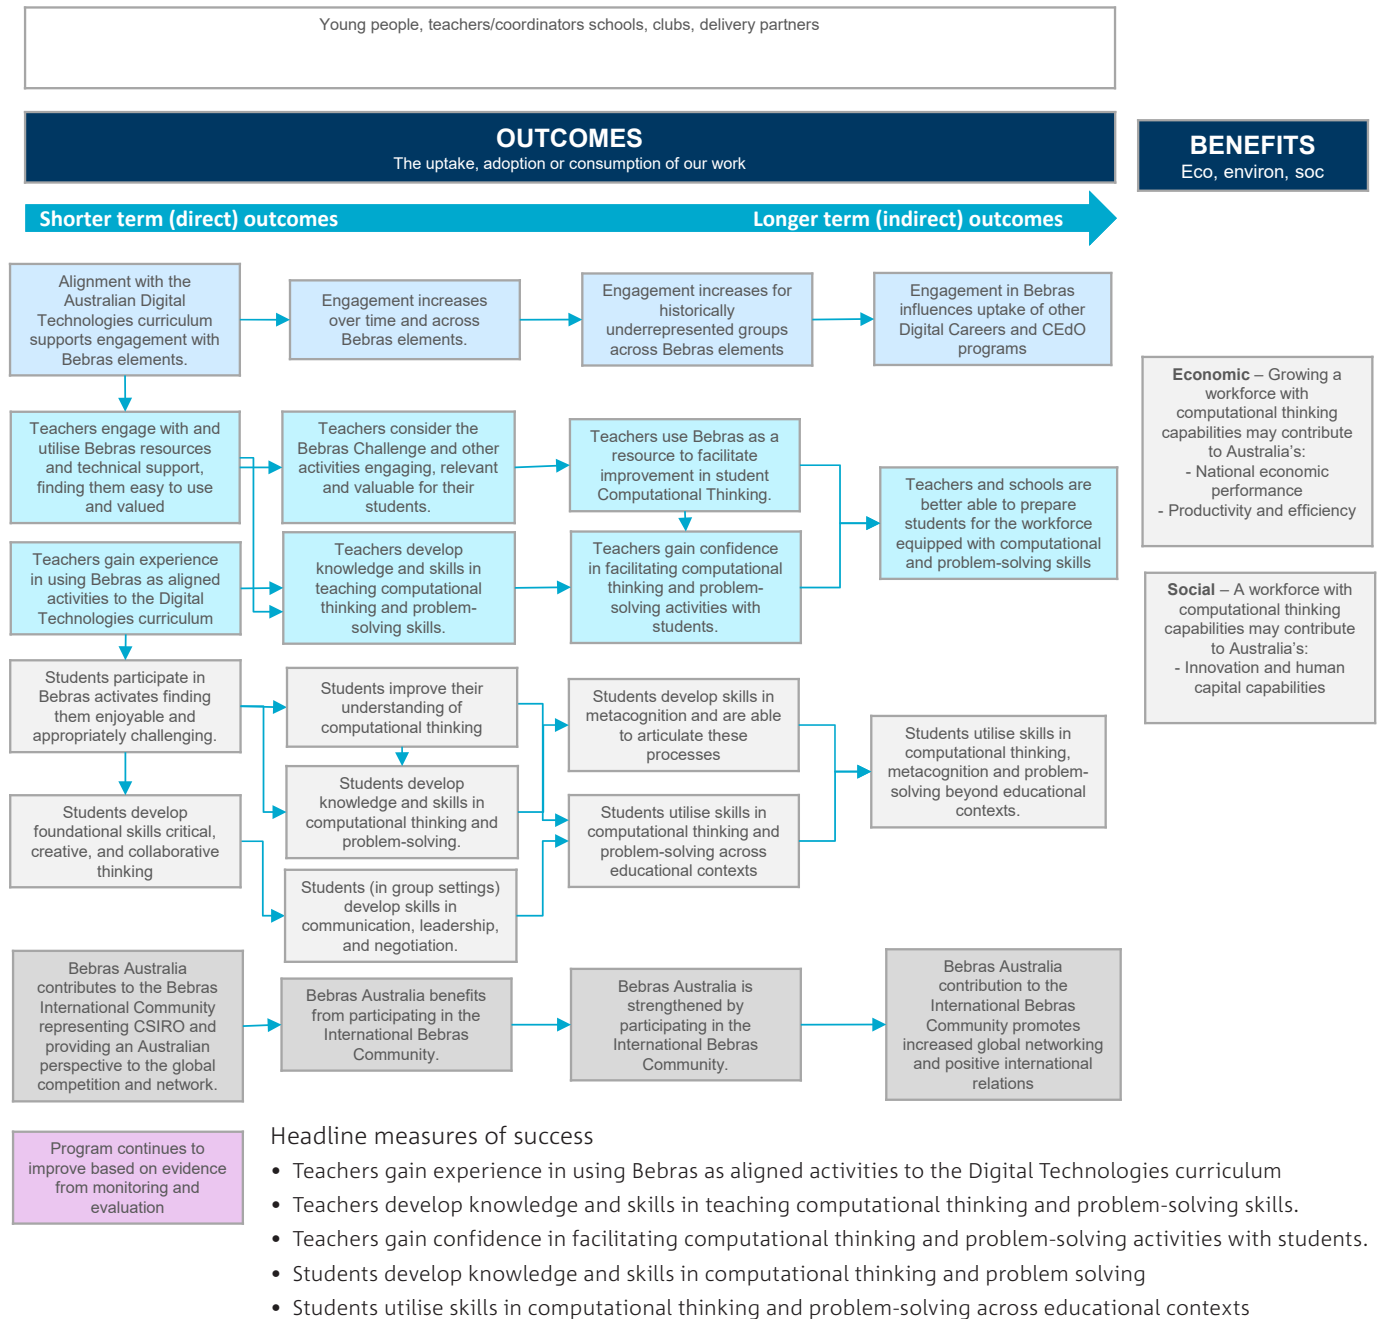 Young people, teachers/coordinators schools, clubs, delivery partners
OUTCOMES
The uptake, adoption or consumption of our work
BENEFITS
Eco, environ, soc
Shorter term (direct) outcomes
Longer term (indirect) outcomes
Alignment with the
Australian Digital
Technologies curriculum
supports engagement with
Bebras elements.
Engagement increases
over time and across
Bebras elements.
Engagement increases for
historically
underrepresented groups
across Bebras elements
Engagement in Bebras
influences uptake of other
Digital Careers and CEdO
programs
Teachers engage with and
utilise Bebras resources
and technical support,
finding them easy to use
and valued
Teachers consider the
Bebras Challenge and other
activities engaging, relevant
and valuable for their
students.
Teachers use Bebras as a
resource to facilitate
improvement in student
Computational Thinking.
Teachers and schools are
better able to prepare
students for the workforce
equipped with computational
and problem-solving skills
Teachers gain experience
in using Bebras as aligned
activities to the Digital
Technologies curriculum
Teachers develop
knowledge and skills in
teaching computational
thinking and problem-
solving skills.
Teachers gain confidence
in facilitating computational
thinking and problem-
solving activities with
students.
Economic – Growing a
workforce with
computational thinking
capabilities may contribute
to Australia's:
- National economic
performance
- Productivity and efficiency
Social – A workforce with
computational thinking
capabilities may contribute
to Australia's:
- Innovation and human
capital capabilities
Students participate in
Bebras activates finding
them enjoyable and
appropriately challenging.
Students improve their
understanding of
computational thinking
Students develop skills in
metacognition and are able
to articulate these
processes
Students utilise skills in
computational thinking,
metacognition and problem-
solving beyond educational
contexts.
Students develop
foundational skills critical,
creative, and collaborative
thinking
Students develop
knowledge and skills in
computational thinking and
problem-solving.
Students utilise skills in
computational thinking and
problem-solving across
educational contexts
Students (in group settings)
develop skills in
communication, leadership,
and negotiation.
Bebras Australia
contributes to the Bebras
International Community
representing CSIRO and
providing an Australian
perspective to the global
competition and network.
Bebras Australia benefits
from participating in the
International Bebras
Community.
Bebras Australia is
strengthened by
participating in the
International Bebras
Community.
Bebras Australia
contribution to the
International Bebras
Community promotes
increased global networking
and positive international
relations
Program continues to
improve based on evidence
from monitoring and
evaluation
Headline measures of success
• Teachers gain experience in using Bebras as aligned activities to the Digital Technologies curriculum
• Teachers develop knowledge and skills in teaching computational thinking and problem-solving skills.
• Teachers gain confidence in facilitating computational thinking and problem-solving activities with students.
• Students develop knowledge and skills in computational thinking and problem solving
• Students utilise skills in computational thinking and problem-solving across educational contexts